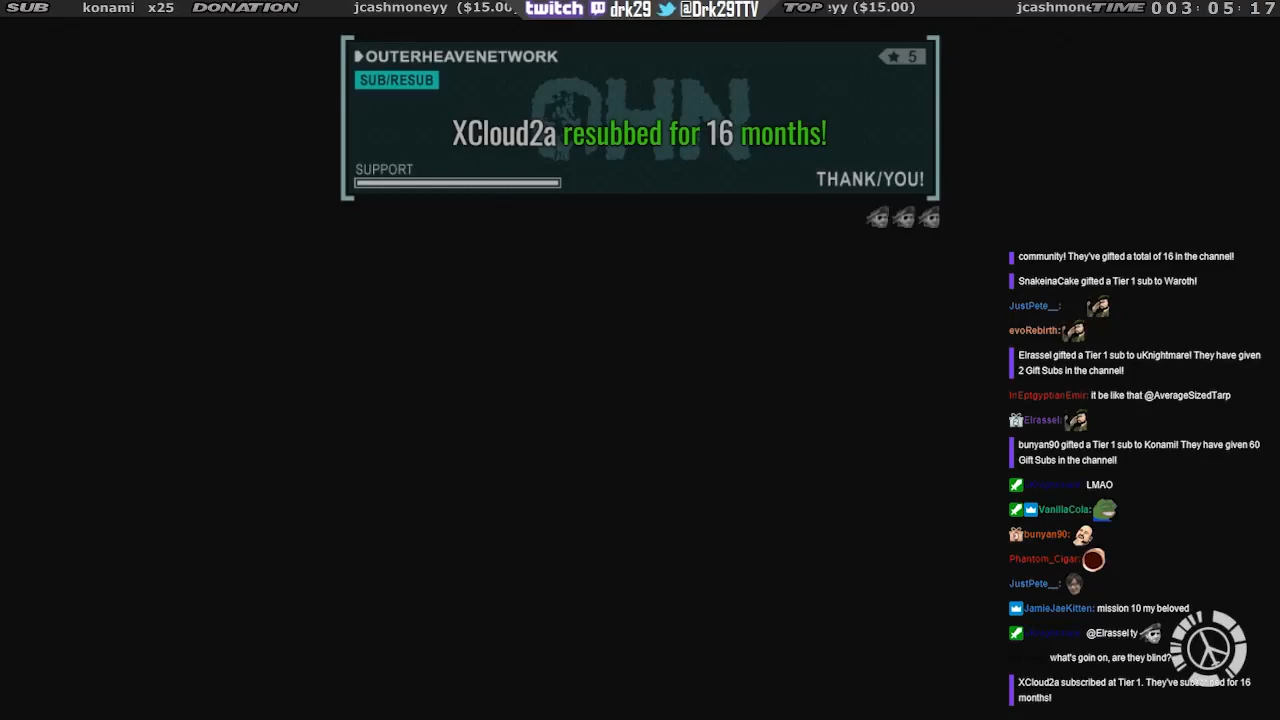 SUB konami x25 DONATION jcashmoneyy ($15.00) twitch drk29 @Drk29TTV TOP yy ($15.00) jcashmone TIME 003:05:17
OUTERHEAVENETWORK 5
SUB/RESUB
OHN
XCloud2a resubbed for 16 months!
SUPPORT
THANK/YOU!
community! They've gifted a total of 16 in the channel!
SnakeinaCake gifted a Tier 1 sub to Waroth!
JustPete__:
evoRebirth:
Elrassel gifted a Tier 1 sub to uKnightmare! They have given
2 Gift Subs in the channel!
InEptgyptianEmir: it be like that @AverageSizedTarp
Elrassel:
bunyan90 gifted a Tier 1 sub to Konami! They have given 60
Gift Subs in the channel!
LMAO
VanillaCola:
bunyan90:
Phantom_Cigar:
JustPete__:
JamieJaeKitten: mission 10 my beloved
@Elrassel ty
what's goin on, are they blind?
XCloud2a subscribed at Tier 1. They've subscribed for 16
months!